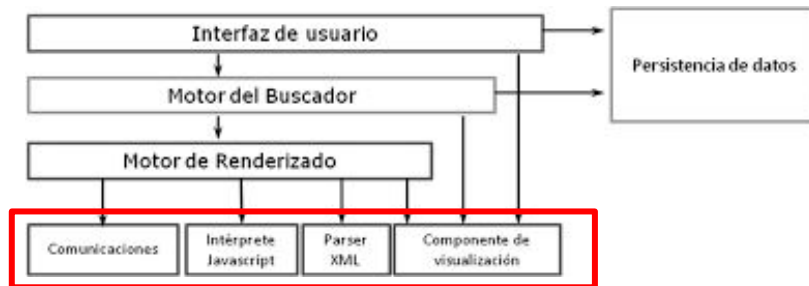 Interfaz de usuario
Persistencia de datos
Motor del Buscador
Motor de Renderizado
Comunicaciones
Intèrprete
Javascript
Parser
XML
Componente de
visualización